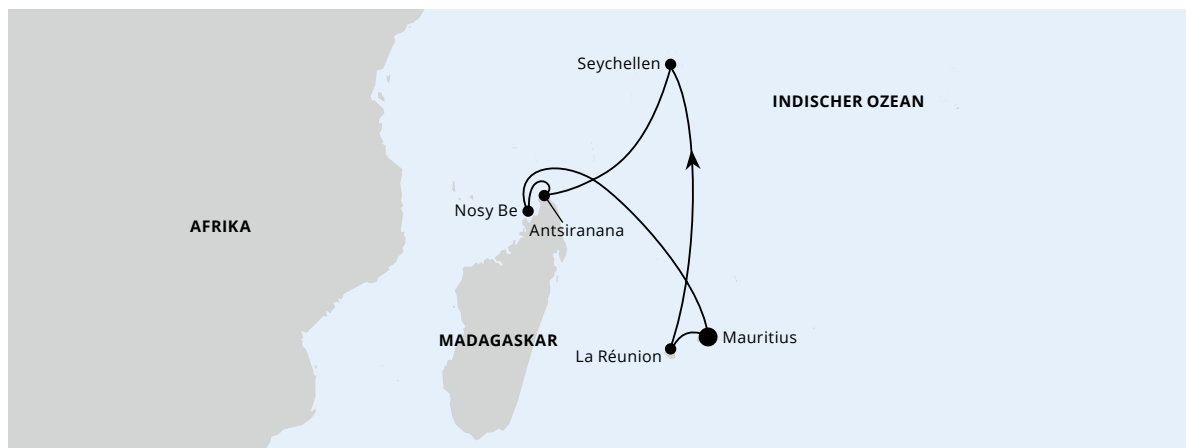 Seychellen
INDISCHER OZEAN
Nosy Be
AFRIKA
Antsiranana
MADAGASKAR
Mauritius
La Réunion